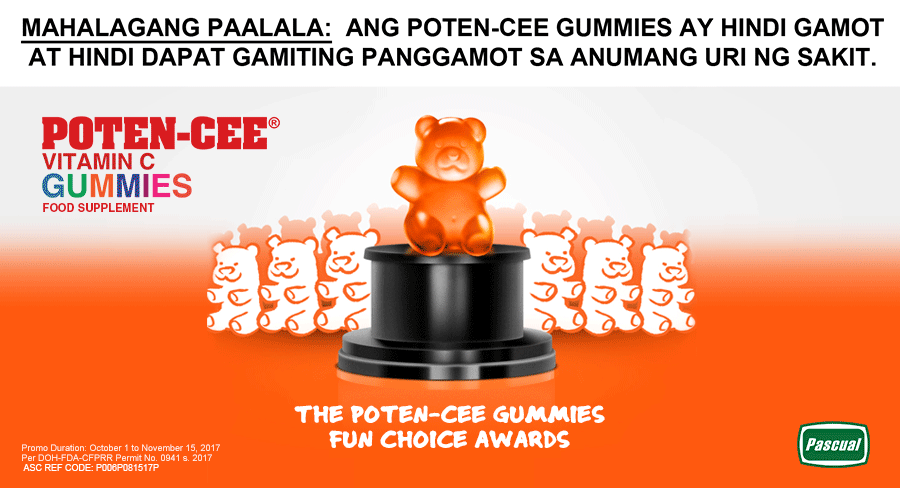 MAHALAGANG PAALALA: ANG POTEN-CEE GUMMIES AY HINDI GAMOT
AT HINDI DAPAT GAMITING PANGGAMOT SA ANUMANG URI NG SAKIT.
POTEN-CEE®
VITAMIN C
GUMMIES
FOOD SUPPLEMENT
THE POTEN-CEE GUMMIES
FUN CHOICE AWARDS
Promo Duration: October 1 to November 15, 2017
Per DOH-FDA-CFPRR Permit No. 0941 s. 2017
ASC REF CODE: P006P081517P
Pascual